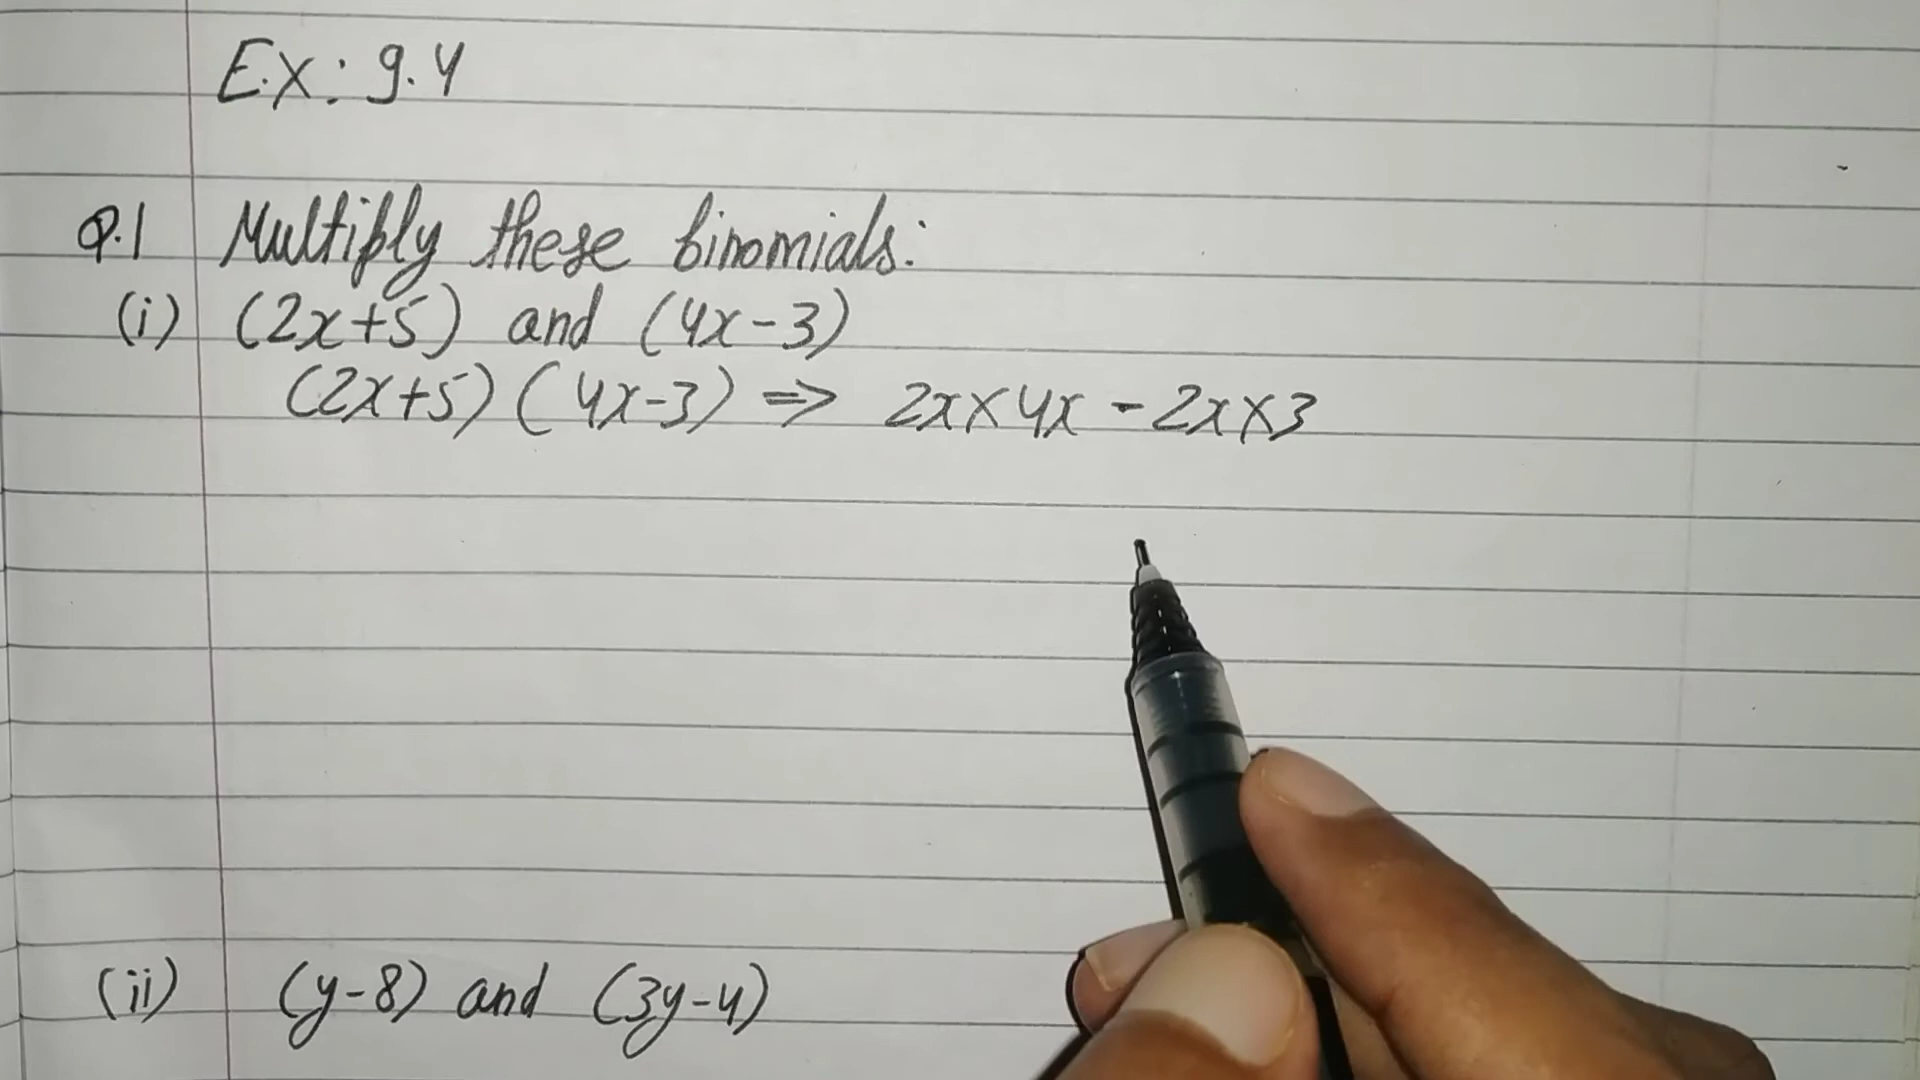 Ex: 9.4
Q.1 Multiply these binomials:
(i) (2x+5) and (4x-3)
(2x+5) (4x-3) => 2x×4x - 2x×3
(ii) (y-8) and (3y-4)